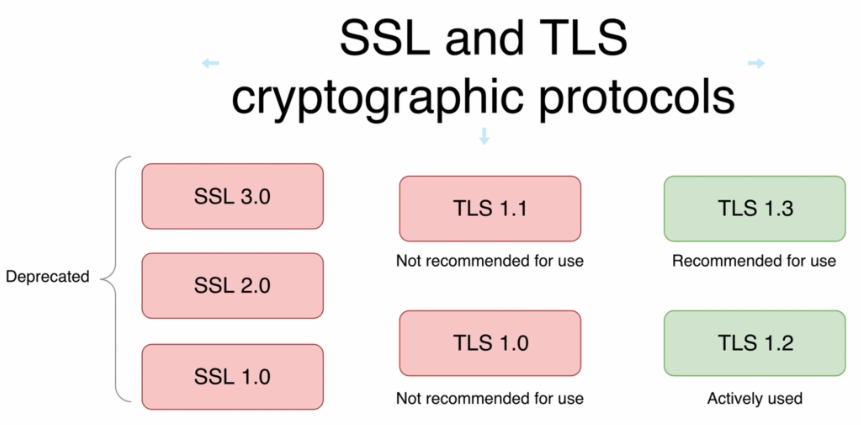 SSL and TLS
cryptographic protocols
Deprecated
SSL 3.0
SSL 2.0
SSL 1.0
TLS 1.1
Not recommended for use
TLS 1.0
Not recommended for use
TLS 1.3
Recommended for use
TLS 1.2
Actively used